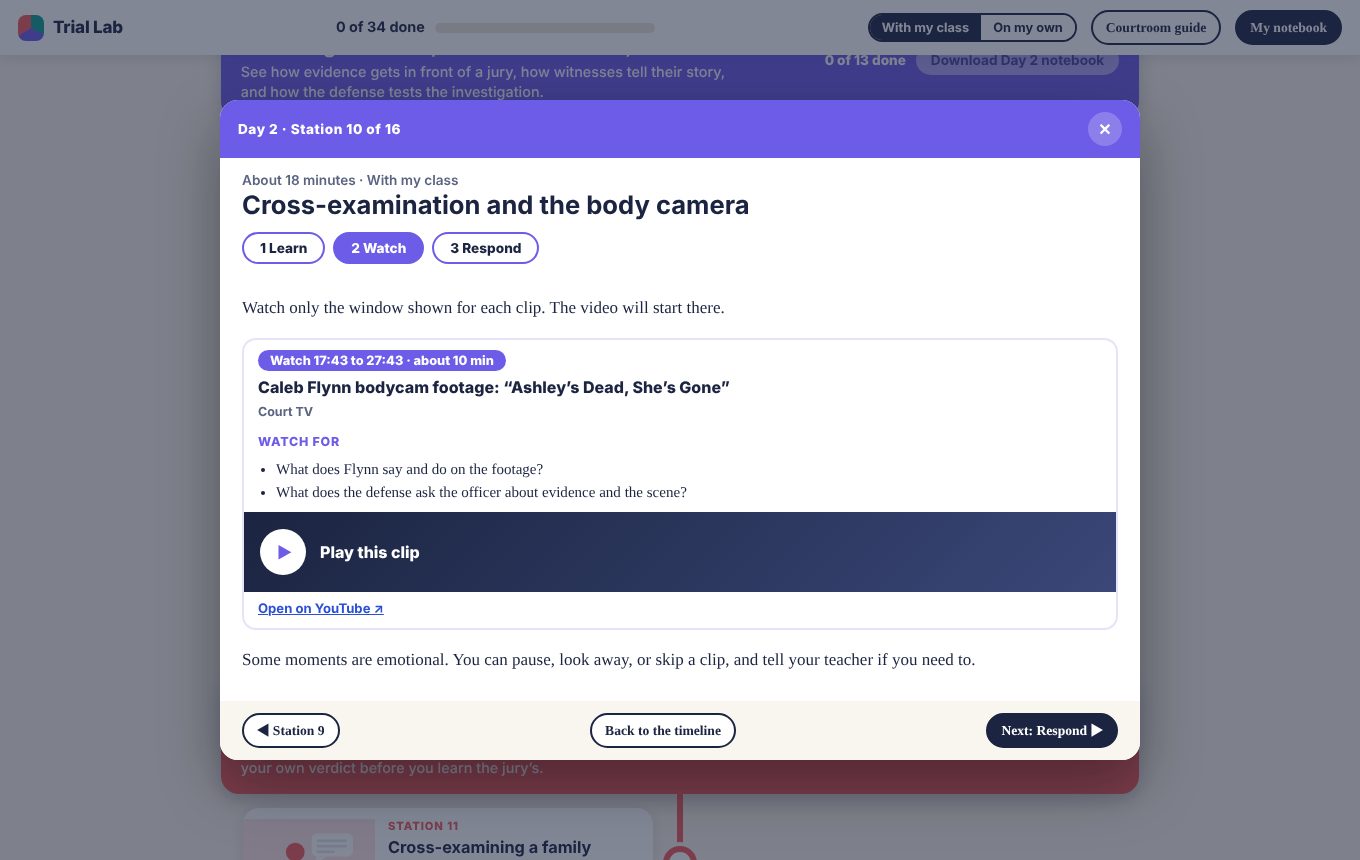 Trial Lab
0 of 34 done
With my class
On my own
Courtroom guide
My notebook
See how evidence gets in front of a jury, how witnesses tell their story,
and how the defense tests the investigation.
0 of 13 done
Download Day 2 notebook
Day 2 · Station 10 of 16
✕
About 18 minutes · With my class
Cross-examination and the body camera
1 Learn
2 Watch
3 Respond
Watch only the window shown for each clip. The video will start there.
Watch 17:43 to 27:43 · about 10 min
Caleb Flynn bodycam footage: “Ashley’s Dead, She’s Gone”
Court TV
WATCH FOR
• What does Flynn say and do on the footage?
• What does the defense ask the officer about evidence and the scene?
Play this clip
Open on YouTube ↗
Some moments are emotional. You can pause, look away, or skip a clip, and tell your teacher if you need to.
◀ Station 9
Back to the timeline
Next: Respond ▶
your own verdict before you learn the jury’s.
STATION 11
Cross-examining a family